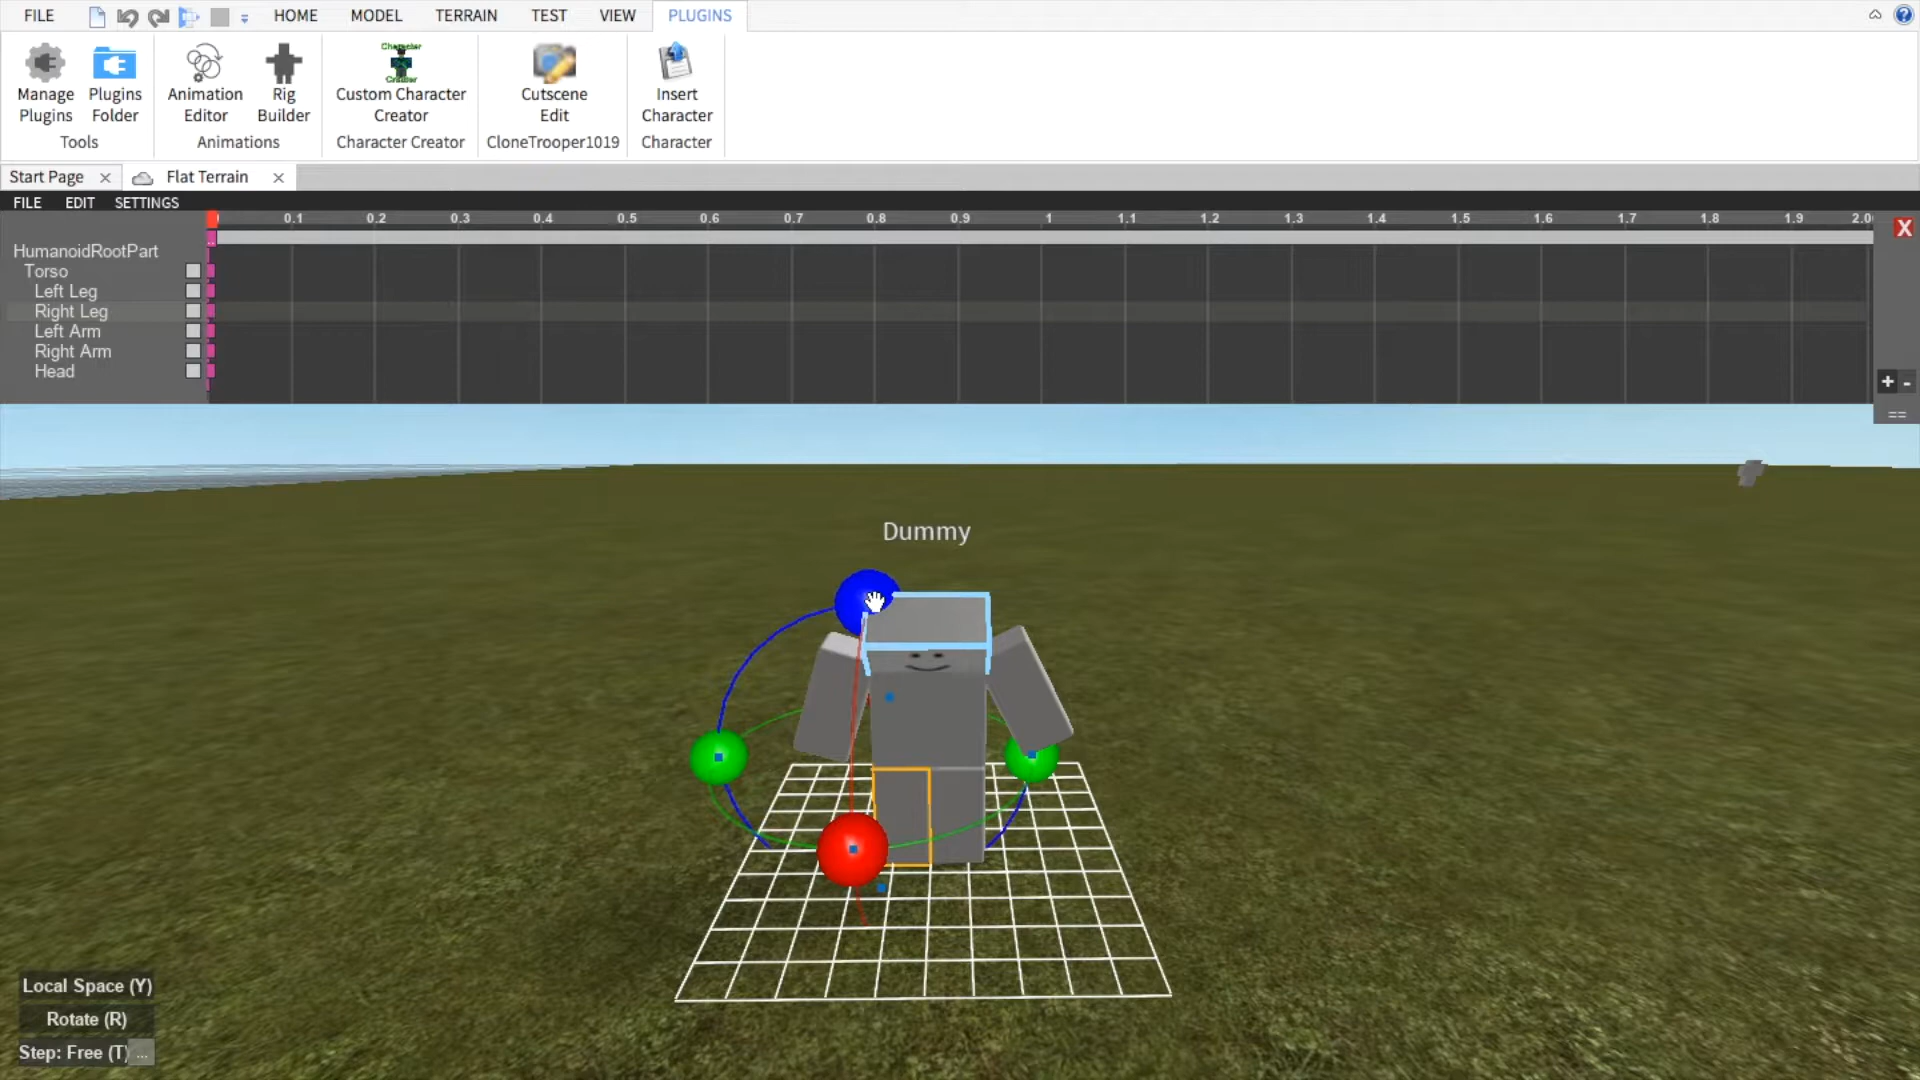 FILE HOME MODEL TERRAIN TEST VIEW PLUGINS
Manage Plugins Animation Rig Custom Character Cutscene Insert
Plugins Folder Editor Builder Creator Edit Character
Tools Animations Character Creator CloneTrooper1019 Character
Start Page Flat Terrain
FILE EDIT SETTINGS
0.1 0.2 0.3 0.4 0.5 0.6 0.7 0.8 0.9 1 1.1 1.2 1.3 1.4 1.5 1.6 1.7 1.8 1.9 2.0
X
HumanoidRootPart
Torso
Left Leg
Right Leg
Left Arm
Right Arm
Head
+ -
==
Dummy
Local Space (Y)
Rotate (R)
Step: Free (T) ...